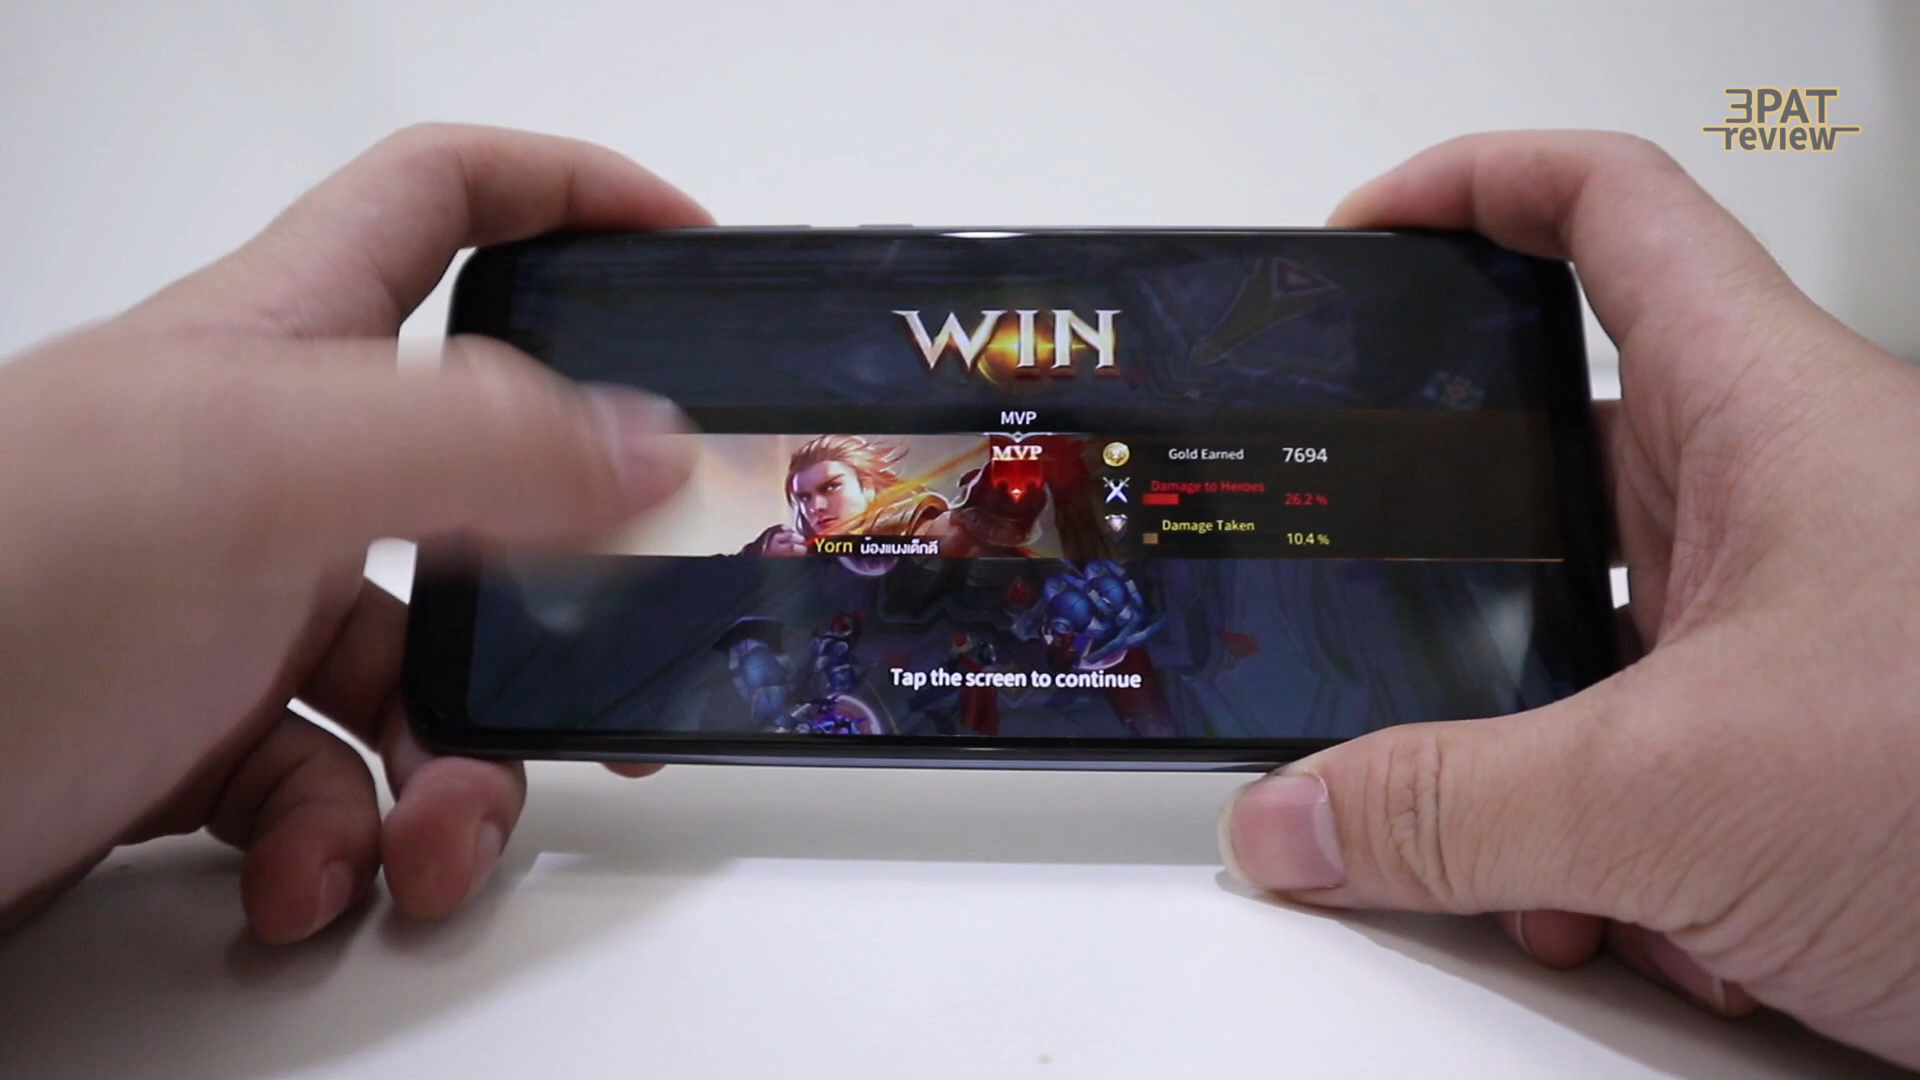 3PAT
review
WIN
MVP
MVP
Gold Earned 7694
Damage to Heroes
26.2 %
Yorn น้องแบงเด็กดี
Damage Taken
10.4 %
Tap the screen to continue